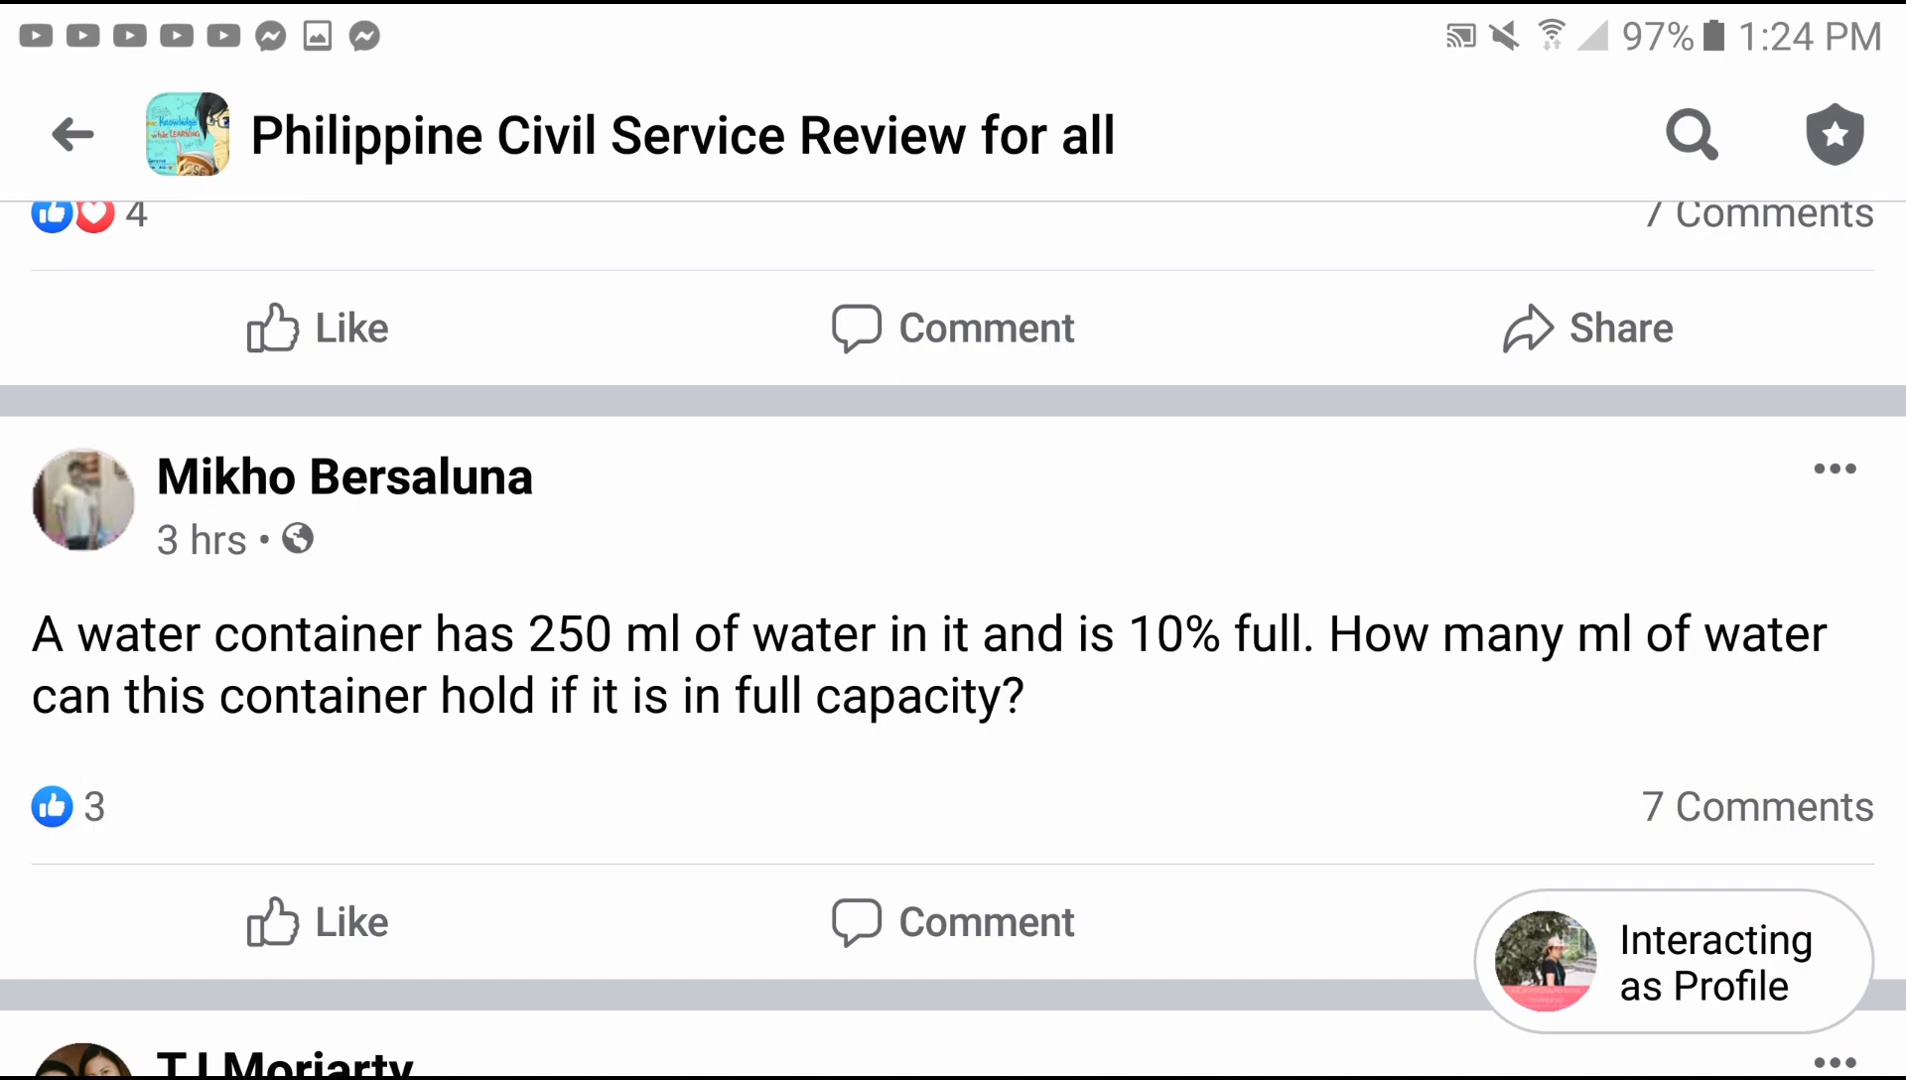 97% 1:24 PM
Philippine Civil Service Review for all
4 7 Comments
Like Comment Share
Mikho Bersaluna
3 hrs •
A water container has 250 ml of water in it and is 10% full. How many ml of water
can this container hold if it is in full capacity?
3 7 Comments
Like Comment
Interacting
as Profile
TJ Moriarty